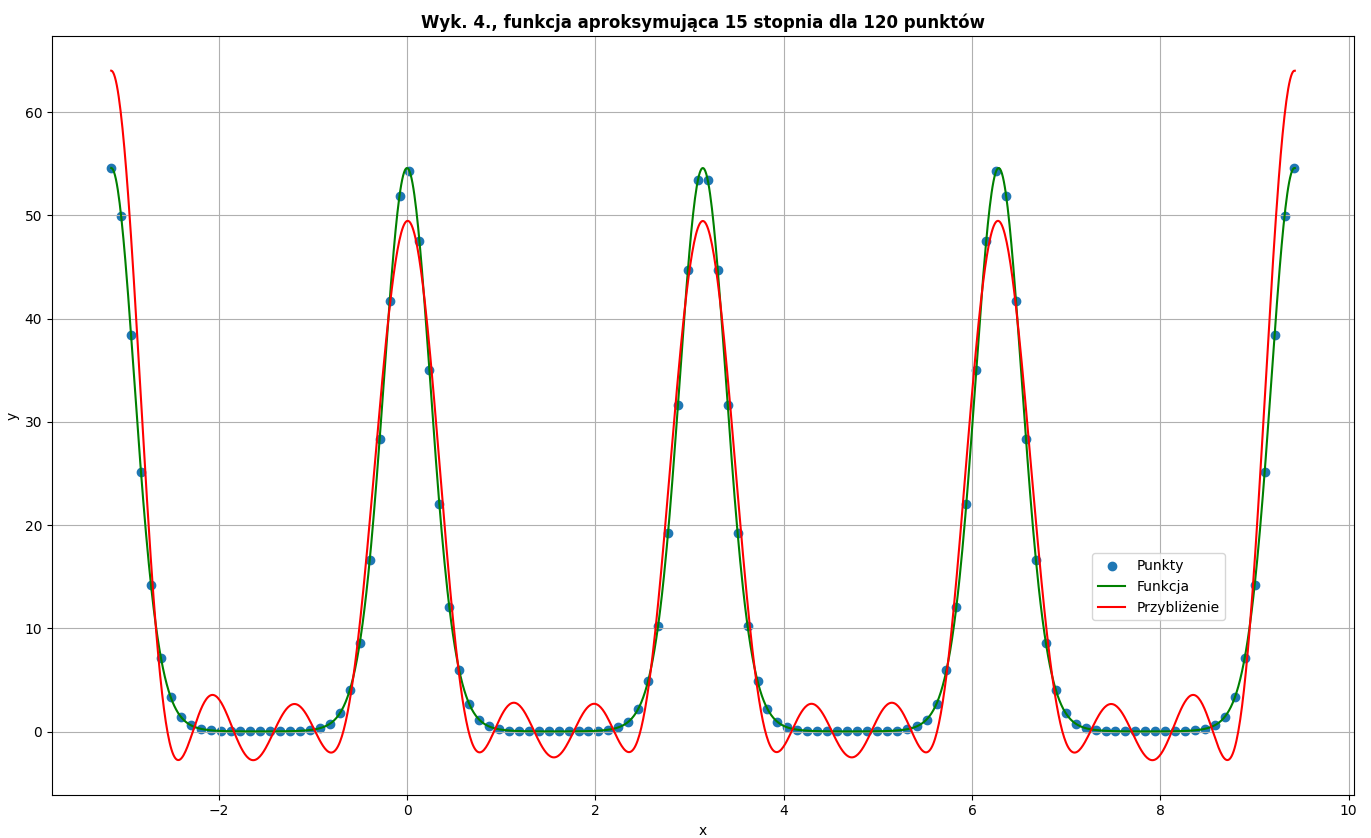 Wyk. 4., funkcja aproksymująca 15 stopnia dla 120 punktów
60
50
40
30
20
10
0
y
Punkty
Funkcja
Przybliżenie
−2
0
2
4
6
8
10
x